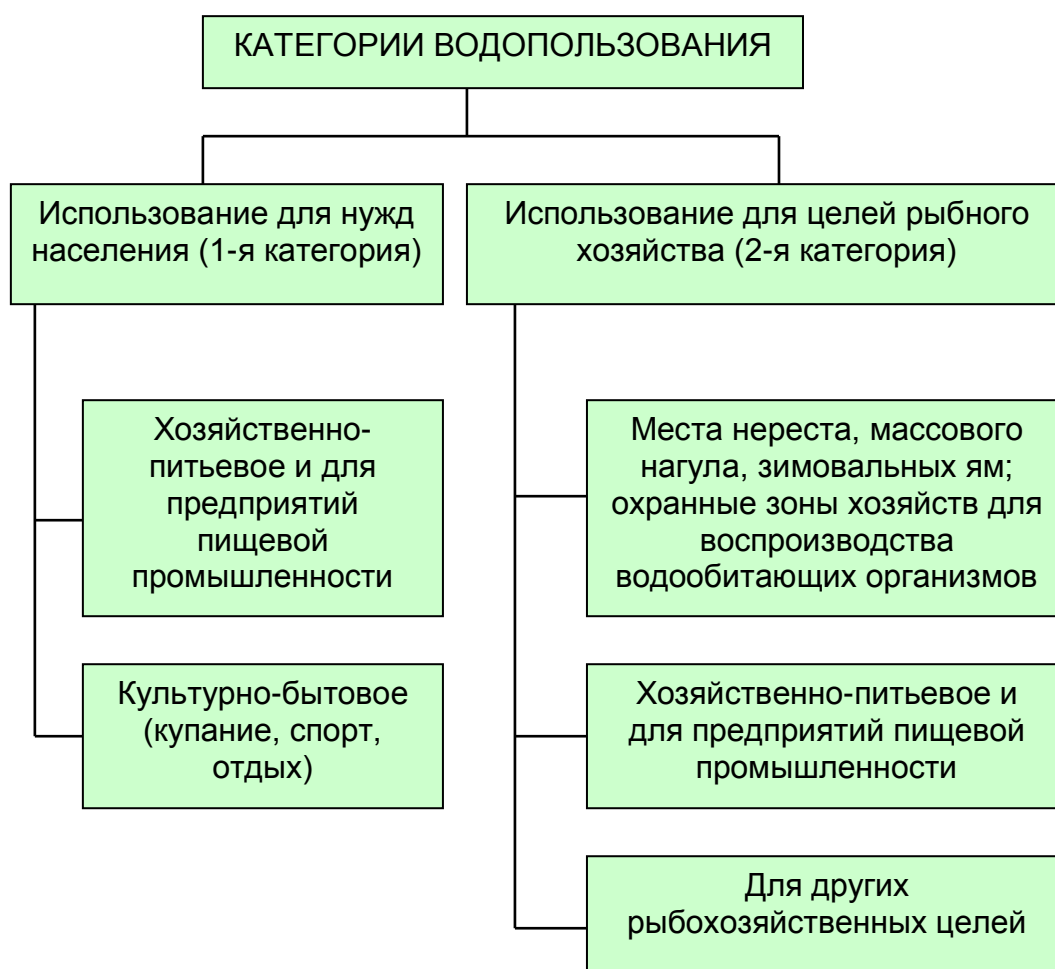 КАТЕГОРИИ ВОДОПОЛЬЗОВАНИЯ
Использование для нужд
населения (1-я категория)
Использование для целей рыбного
хозяйства (2-я категория)
Хозяйственно-
питьевое и для
предприятий
пищевой
промышленности
Культурно-бытовое
(купание, спорт,
отдых)
Места нереста, массового
нагула, зимовальных ям;
охранные зоны хозяйств для
воспроизводства
водообитающих организмов
Хозяйственно-питьевое и
для предприятий пищевой
промышленности
Для других
рыбохозяйственных целей